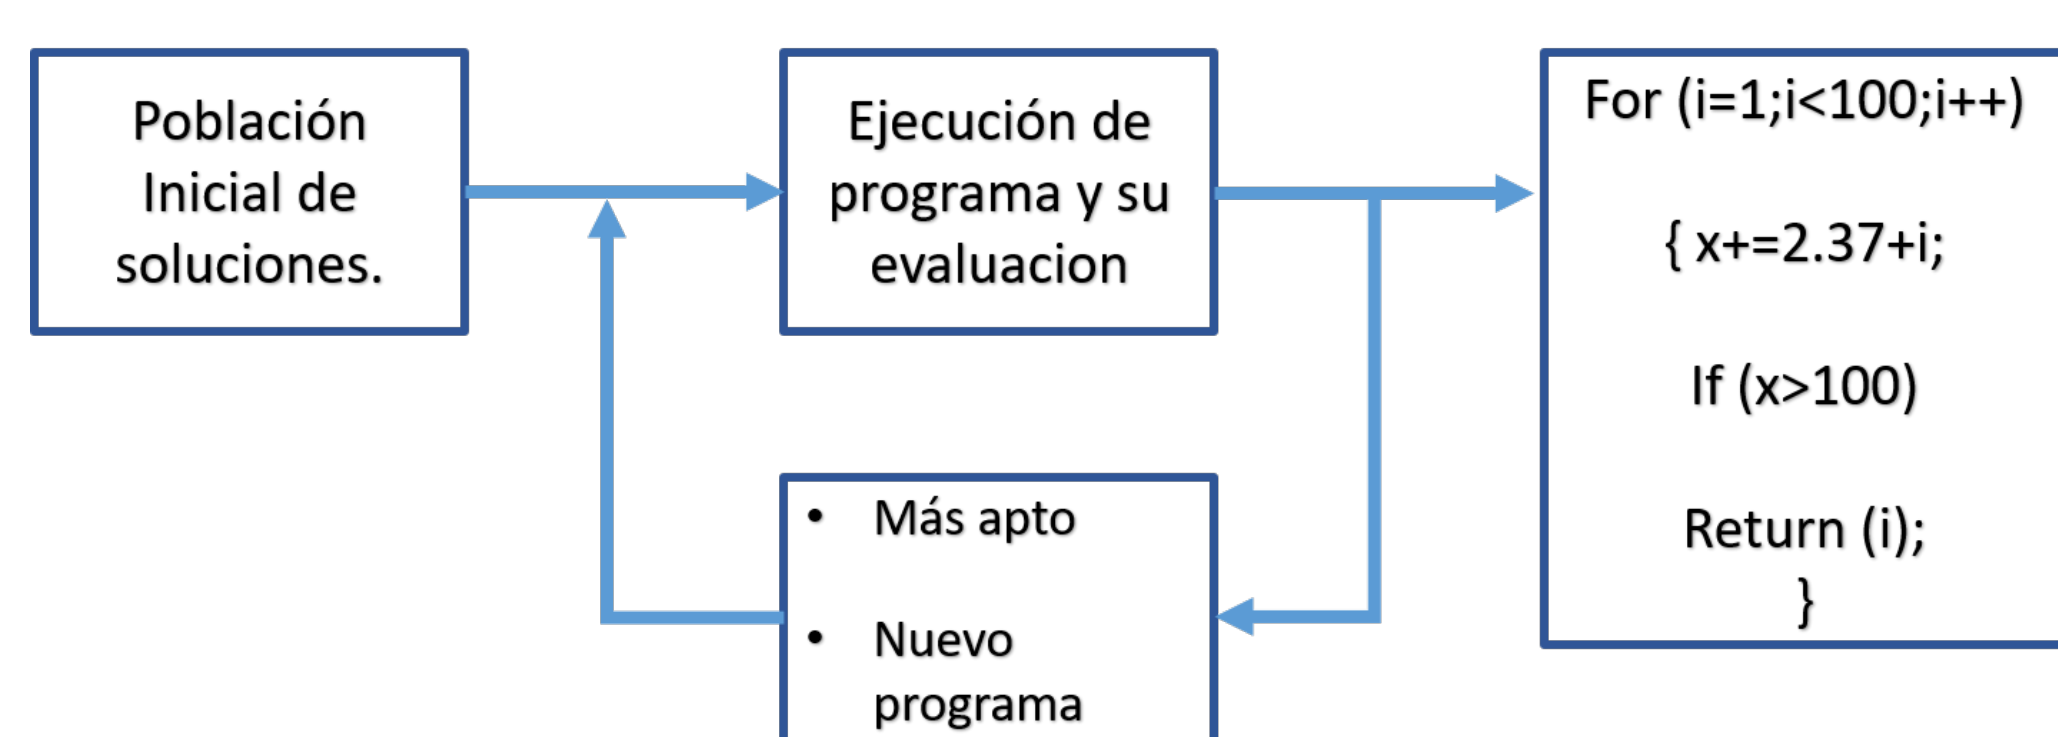 Población
Inicial de
soluciones.
Ejecución de
programa y su
evaluacion
For (i=1;i<100;i++)
{ x+=2.37+i;
If (x>100)
Return (i);
}
• Más apto
• Nuevo
programa